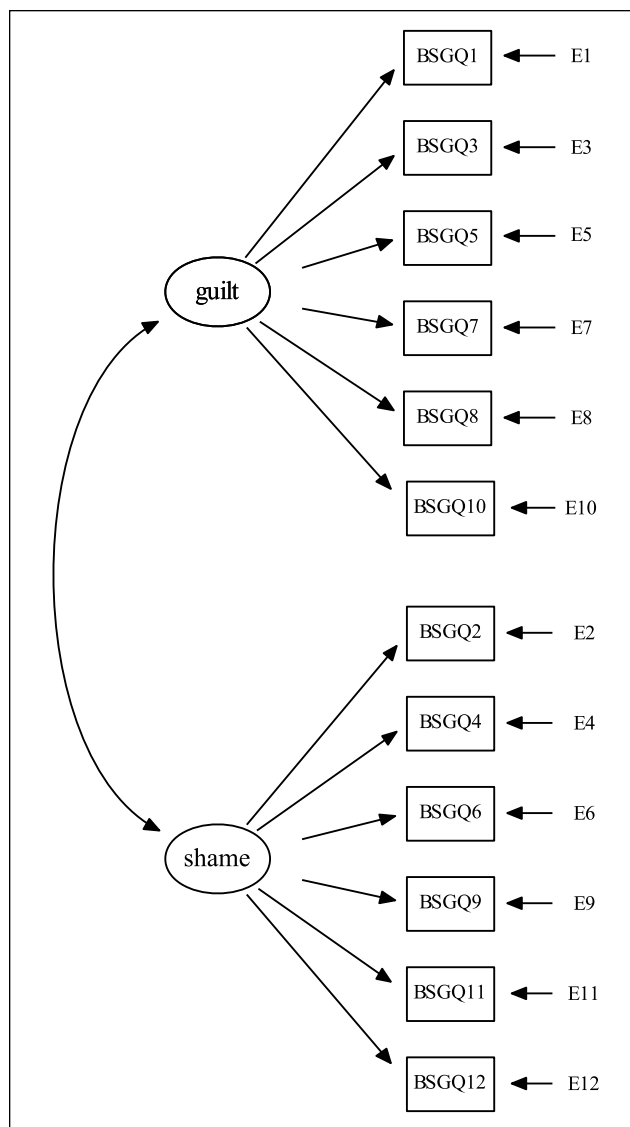 BSGQ1 E1
BSGQ3 E3
BSGQ5 E5
guilt
BSGQ7 E7
BSGQ8 E8
BSGQ10 E10
BSGQ2 E2
BSGQ4 E4
BSGQ6 E6
shame
BSGQ9 E9
BSGQ11 E11
BSGQ12 E12